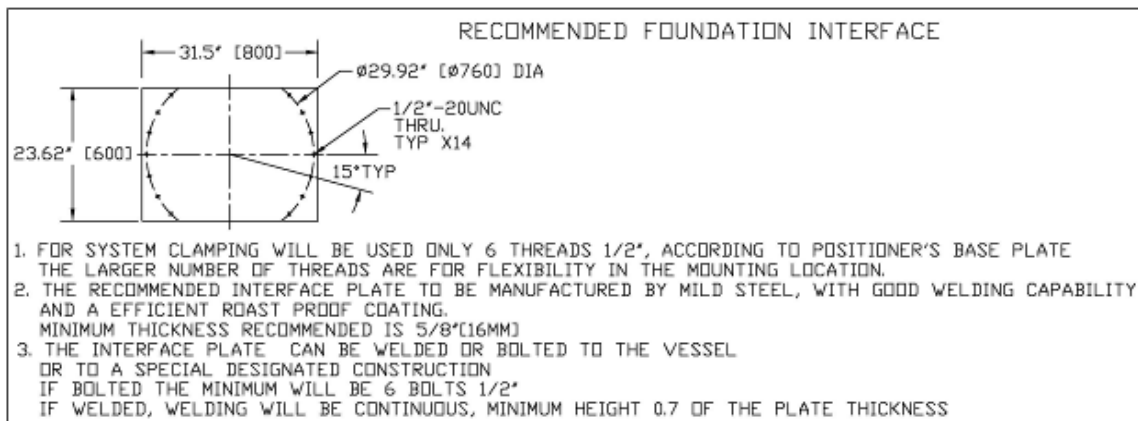 RECOMMENDED FOUNDATION INTERFACE
31.5" [800]
ø29.92" [ø760] DIA
1/2"-20UNC
THRU.
TYP X14
23.62" [600]
15°TYP
1. FOR SYSTEM CLAMPING WILL BE USED ONLY 6 THREADS 1/2", ACCORDING TO POSITIONER'S BASE PLATE
THE LARGER NUMBER OF THREADS ARE FOR FLEXIBILITY IN THE MOUNTING LOCATION.
2. THE RECOMMENDED INTERFACE PLATE TO BE MANUFACTURED BY MILD STEEL, WITH GOOD WELDING CAPABILITY
AND A EFFICIENT ROAST PROOF COATING.
MINIMUM THICKNESS RECOMMENDED IS 5/8"[16MM]
3. THE INTERFACE PLATE CAN BE WELDED OR BOLTED TO THE VESSEL
OR TO A SPECIAL DESIGNATED CONSTRUCTION
IF BOLTED THE MINIMUM WILL BE 6 BOLTS 1/2"
IF WELDED, WELDING WILL BE CONTINUOUS, MINIMUM HEIGHT 0.7 OF THE PLATE THICKNESS